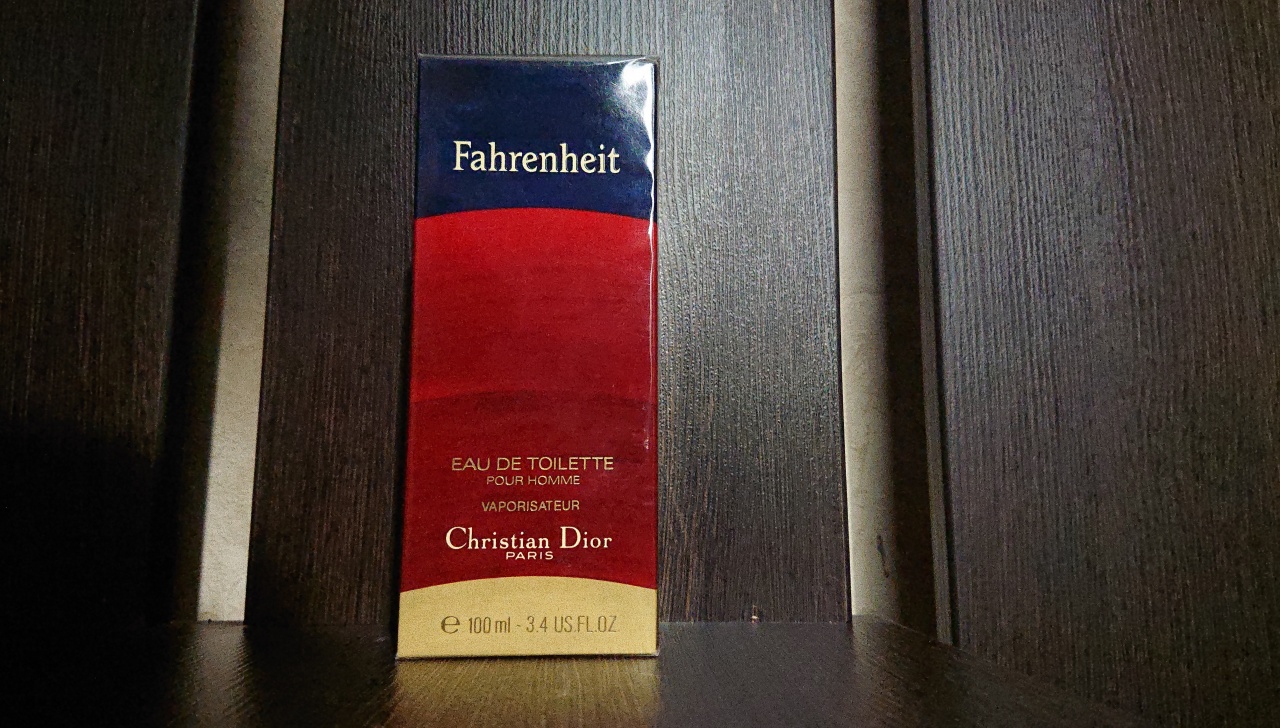 Fahrenheit
EAU DE TOILETTE
POUR HOMME
VAPORISATEUR
Christian Dior
PARIS
℮ 100 ml - 3.4 US.FL.OZ